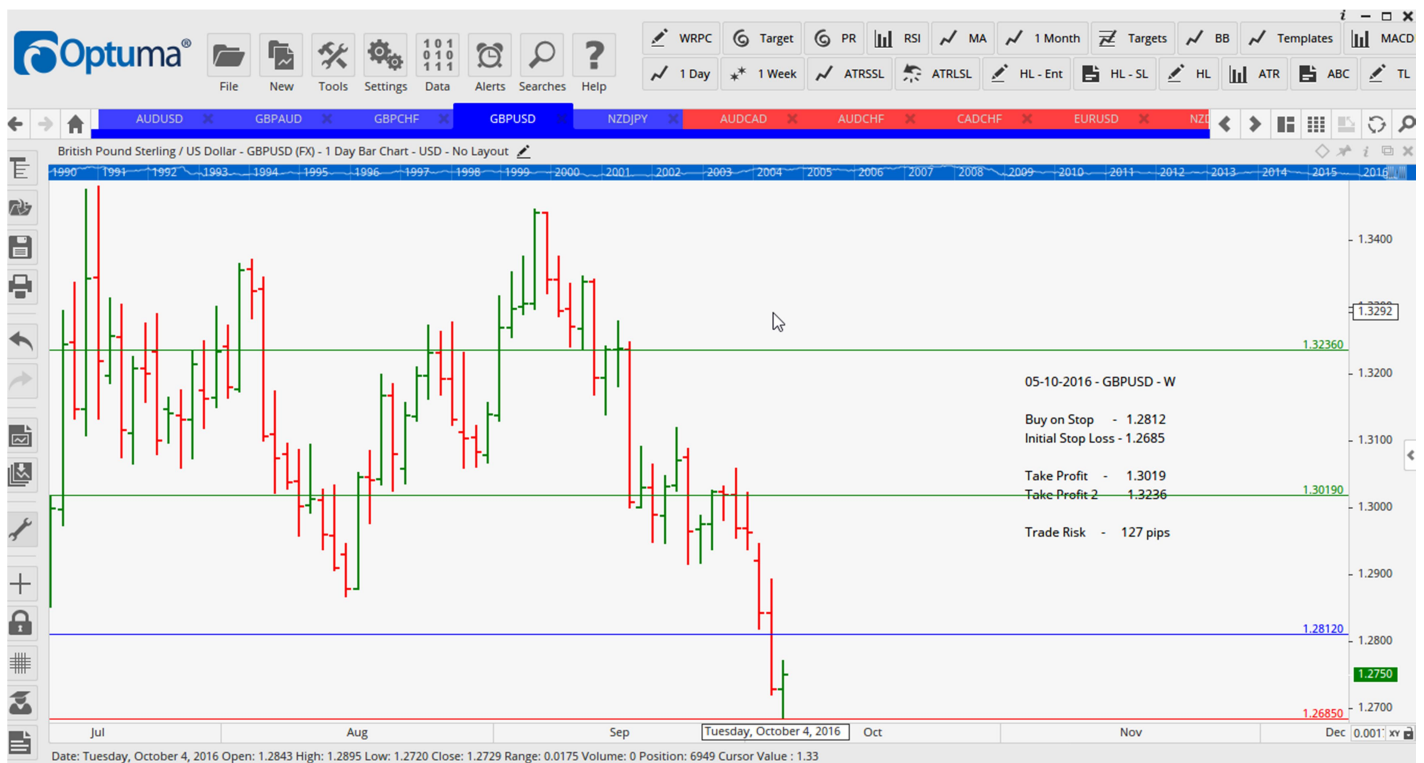 i
Optuma®
WRPC Target PR RSI MA 1 Month Targets BB Templates MACD
1 Day 1 Week ATRSSL ATRLSL HL - Ent HL - SL HL ATR ABC TL
101
010
111
File New Tools Settings Data Alerts Searches Help
AUDUSD GBPAUD GBPCHF GBPUSD NZDJPY AUDCAD AUDCHF CADCHF EURUSD NZD
British Pound Sterling / US Dollar - GBPUSD (FX) - 1 Day Bar Chart - USD - No Layout
1990 1991 1992 1993 1994 1995 1996 1997 1998 1999 2000 2001 2002 2003 2004 2005 2006 2007 2008 2009 2010 2011 2012 2013 2014 2015 2016
1.3400
1.3292
1.32360
1.3200
05-10-2016 - GBPUSD - W
Buy on Stop - 1.2812
Initial Stop Loss - 1.2685
1.3100
Take Profit - 1.3019
Take Profit 2 1.3236
1.30190
1.3000
Trade Risk - 127 pips
1.2900
1.28120
1.2800
1.2750
1.2700
1.26850
Jul Aug Sep Tuesday, October 4, 2016 Oct Nov Dec 0.001 XY
Date: Tuesday, October 4, 2016 Open: 1.2843 High: 1.2895 Low: 1.2720 Close: 1.2729 Range: 0.0175 Volume: 0 Position: 6949 Cursor Value : 1.33